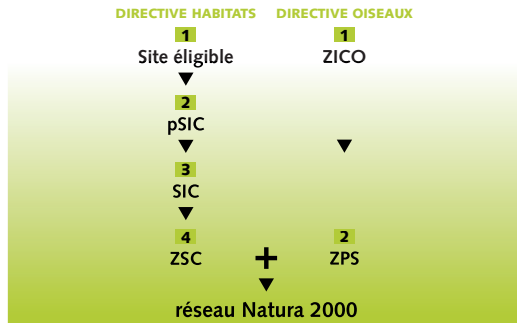 DIRECTIVE HABITATS DIRECTIVE OISEAUX
1 1
Site éligible ZICO
2
pSIC
3
SIC
4 2
ZSC + ZPS
réseau Natura 2000